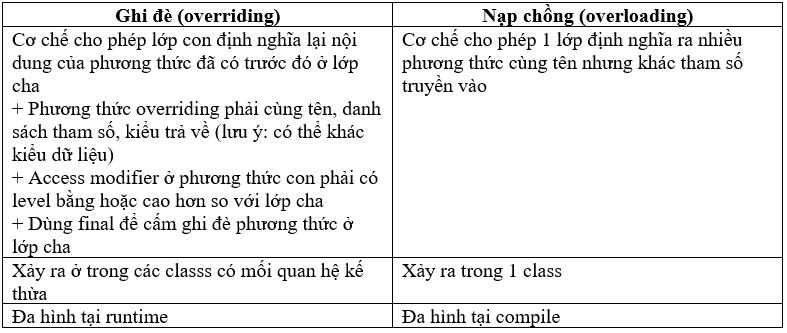 Ghi đè (overriding)
Nạp chồng (overloading)
Cơ chế cho phép lớp con định nghĩa lại nội
dung của phương thức đã có trước đó ở lớp
cha
+ Phương thức overriding phải cùng tên, danh
sách tham số, kiểu trả về (lưu ý: có thể khác
kiểu dữ liệu)
+ Access modifier ở phương thức con phải có
level bằng hoặc cao hơn so với lớp cha
+ Dùng final để cấm ghi đè phương thức ở
lớp cha
Cơ chế cho phép 1 lớp định nghĩa ra nhiều
phương thức cùng tên nhưng khác tham số
truyền vào
Xảy ra ở trong các classs có mối quan hệ kế
thừa
Xảy ra trong 1 class
Đa hình tại runtime
Đa hình tại compile